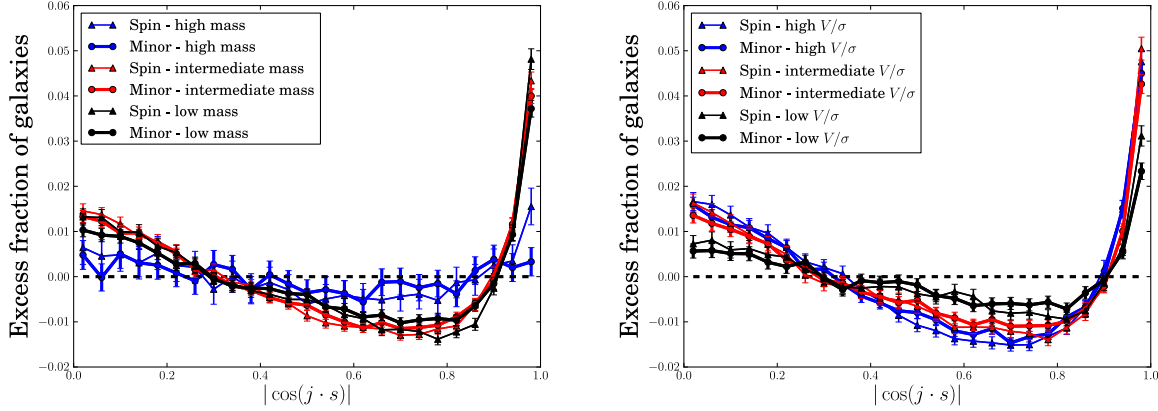 Excess fraction of galaxies
0.06
0.05
0.04
0.03
0.02
0.01
0.00
−0.01
−0.02
Spin - high mass
Minor - high mass
Spin - intermediate mass
Minor - intermediate mass
Spin - low mass
Minor - low mass
0.0 0.2 0.4 0.6 0.8 1.0
| cos(j · s)|
Excess fraction of galaxies
0.06
0.05
0.04
0.03
0.02
0.01
0.00
−0.01
−0.02
Spin - high V/σ
Minor - high V/σ
Spin - intermediate V/σ
Minor - intermediate V/σ
Spin - low V/σ
Minor - low V/σ
0.0 0.2 0.4 0.6 0.8 1.0
| cos(j · s)|